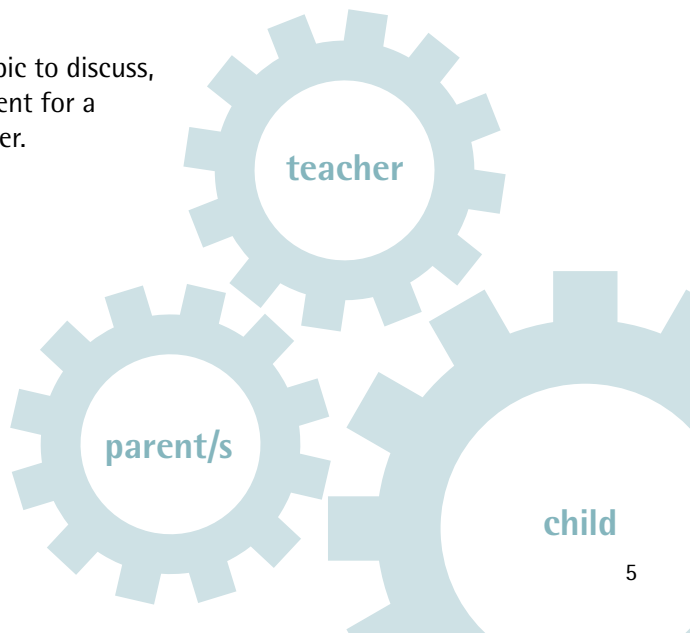 pic to discuss,
ent for a
er.
teacher
parent/s
child
5